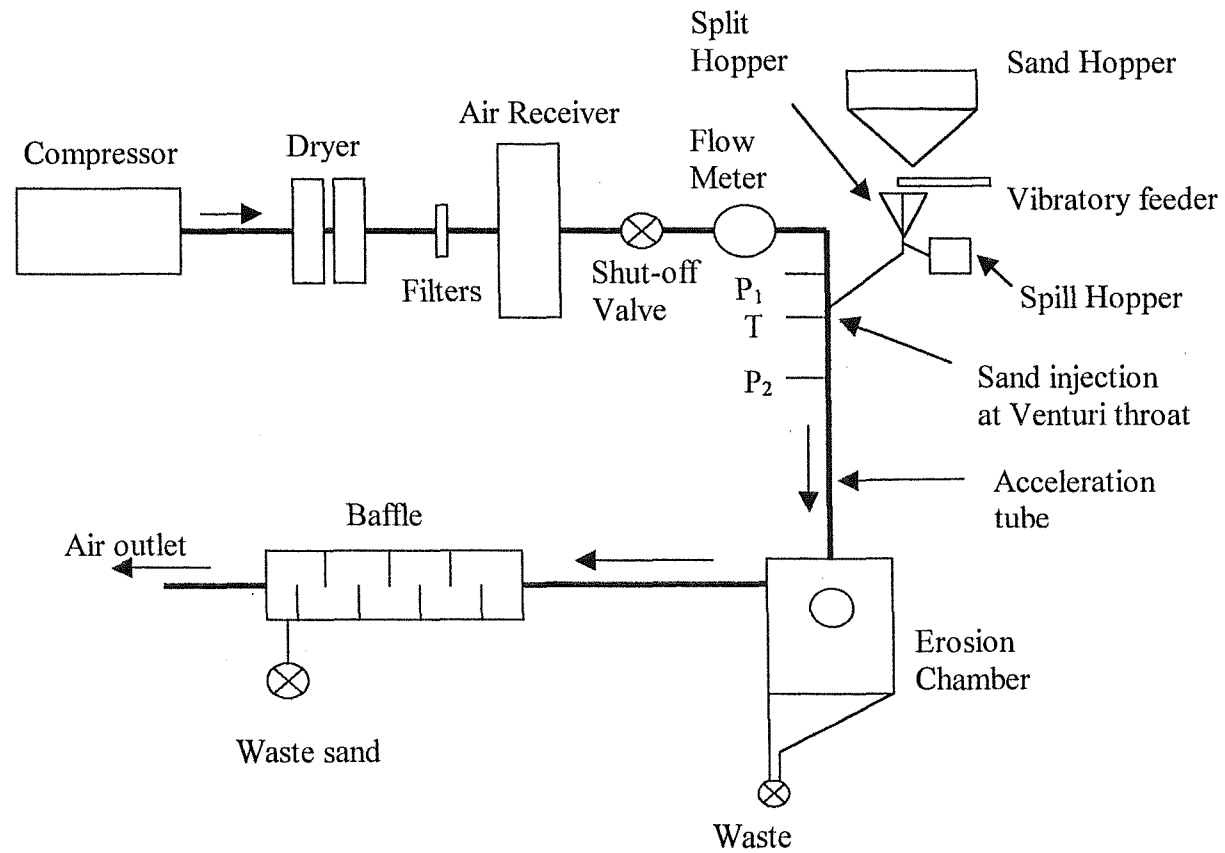 Split
Hopper
Sand Hopper
Air Receiver
Compressor
Dryer
Flow
Meter
Vibratory feeder
Filters
Shut-off
Valve
P₁
Spill Hopper
T
P₂
Sand injection
at Venturi throat
Acceleration
tube
Baffle
Air outlet
Erosion
Chamber
Waste sand
Waste